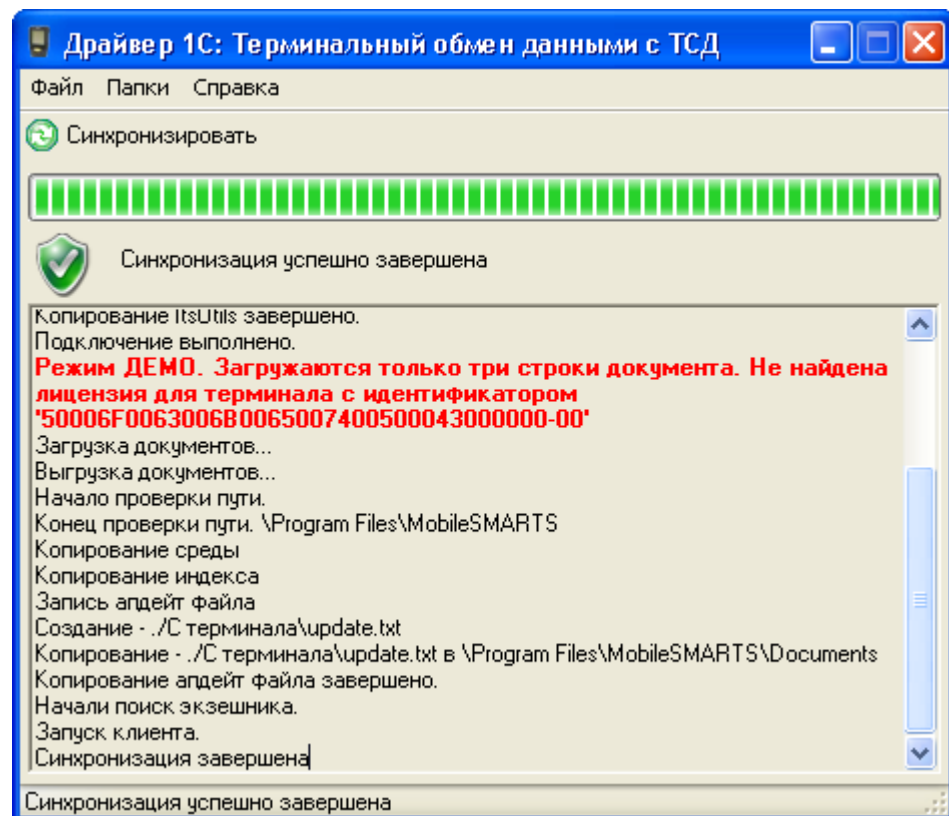 Драйвер 1С: Терминальный обмен данными с ТСД
Файл Папки Справка
Синхронизировать
Синхронизация успешно завершена
Копирование ItsUtils завершено.
Подключение выполнено.
Режим ДЕМО. Загружаются только три строки документа. Не найдена
лицензия для терминала с идентификатором
'50006F0063006B0065007400500043000000-00'
Загрузка документов...
Выгрузка документов...
Начало проверки пути.
Конец проверки пути. \Program Files\MobileSMARTS
Копирование среды
Копирование индекса
Запись апдейт файла
Создание - ./С терминала\update.txt
Копирование - ./С терминала\update.txt в \Program Files\MobileSMARTS\Documents
Копирование апдейт файла завершено.
Начали поиск экзешника.
Запуск клиента.
Синхронизация завершена
Синхронизация успешно завершена